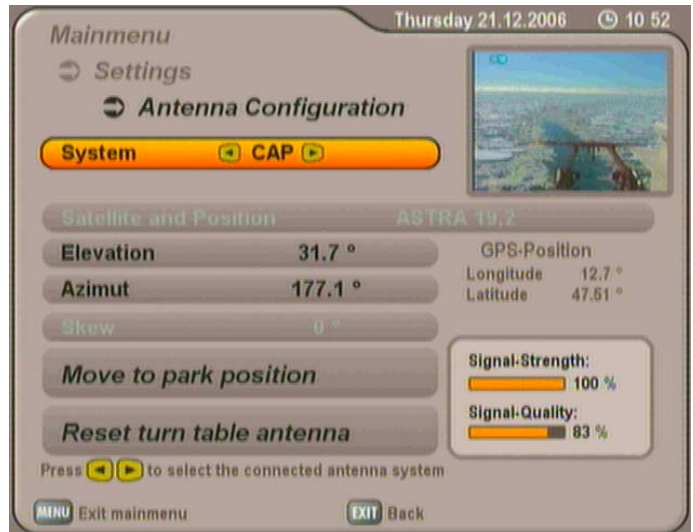 Thursday 21.12.2006 10 52
Mainmenu
Settings
Antenna Configuration
System CAP
Satellite and Position ASTRA 19,2
Elevation 31.7 °
Azimut 177.1 °
Skew 0 °
GPS-Position
Longitude 12.7 °
Latitude 47.51 °
Move to park position
Reset turn table antenna
Signal-Strength:
100 %
Signal-Quality:
83 %
Press to select the connected antenna system
MENU Exit mainmenu EXIT Back